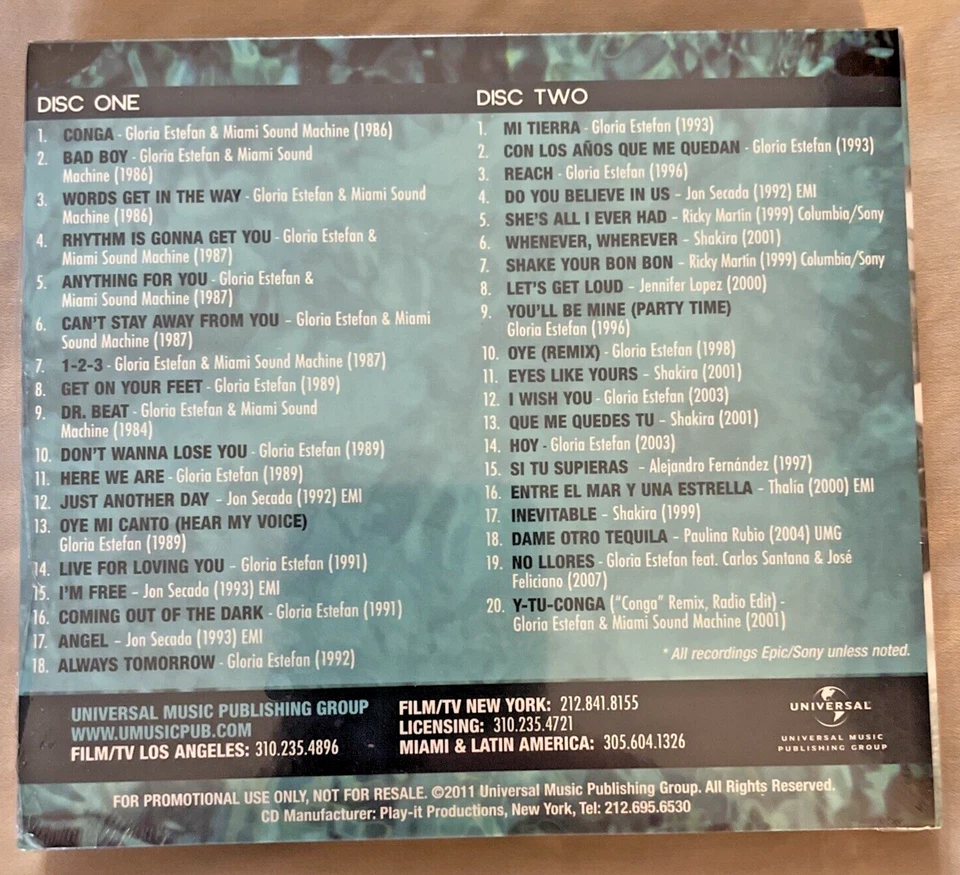 DISC ONE
1. CONGA - Gloria Estefan & Miami Sound Machine (1986)
2. BAD BOY - Gloria Estefan & Miami Sound
Machine (1986)
3. WORDS GET IN THE WAY - Gloria Estefan & Miami Sound
Machine (1986)
4. RHYTHM IS GONNA GET YOU - Gloria Estefan &
Miami Sound Machine (1987)
5. ANYTHING FOR YOU - Gloria Estefan &
Miami Sound Machine (1987)
6. CAN'T STAY AWAY FROM YOU - Gloria Estefan & Miami
Sound Machine (1987)
7. 1-2-3 - Gloria Estefan & Miami Sound Machine (1987)
8. GET ON YOUR FEET - Gloria Estefan (1989)
9. DR. BEAT - Gloria Estefan & Miami Sound
Machine (1984)
10. DON'T WANNA LOSE YOU - Gloria Estefan (1989)
11. HERE WE ARE - Gloria Estefan (1989)
12. JUST ANOTHER DAY - Jon Secada (1992) EMI
13. OYE MI CANTO (HEAR MY VOICE)
Gloria Estefan (1989)
14. LIVE FOR LOVING YOU - Gloria Estefan (1991)
15. I'M FREE - Jon Secada (1993) EMI
16. COMING OUT OF THE DARK - Gloria Estefan (1991)
17. ANGEL - Jon Secada (1993) EMI
18. ALWAYS TOMORROW - Gloria Estefan (1992)
DISC TWO
1. MI TIERRA - Gloria Estefan (1993)
2. CON LOS AÑOS QUE ME QUEDAN - Gloria Estefan (1993)
3. REACH - Gloria Estefan (1996)
4. DO YOU BELIEVE IN US - Jon Secada (1992) EMI
5. SHE'S ALL I EVER HAD - Ricky Martin (1999) Columbia/Sony
6. WHENEVER, WHEREVER - Shakira (2001)
7. SHAKE YOUR BON BON - Ricky Martin (1999) Columbia/Sony
8. LET'S GET LOUD - Jennifer Lopez (2000)
9. YOU'LL BE MINE (PARTY TIME)
Gloria Estefan (1996)
10. OYE (REMIX) - Gloria Estefan (1998)
11. EYES LIKE YOURS - Shakira (2001)
12. I WISH YOU - Gloria Estefan (2003)
13. QUE ME QUEDES TU - Shakira (2001)
14. HOY - Gloria Estefan (2003)
15. SI TU SUPIERAS - Alejandro Fernández (1997)
16. ENTRE EL MAR Y UNA ESTRELLA - Thalía (2000) EMI
17. INEVITABLE - Shakira (1999)
18. DAME OTRO TEQUILA - Paulina Rubio (2004) UMG
19. NO LLORES - Gloria Estefan feat. Carlos Santana & José
Feliciano (2007)
20. Y-TU-CONGA ("Conga" Remix, Radio Edit) -
Gloria Estefan & Miami Sound Machine (2001)
* All recordings Epic/Sony unless noted.
UNIVERSAL MUSIC PUBLISHING GROUP
WWW.UMUSICPUB.COM
FILM/TV LOS ANGELES: 310.235.4896
FILM/TV NEW YORK: 212.841.8155
LICENSING: 310.235.4721
MIAMI & LATIN AMERICA: 305.604.1326
UNIVERSAL
UNIVERSAL MUSIC
PUBLISHING GROUP
FOR PROMOTIONAL USE ONLY, NOT FOR RESALE. ©2011 Universal Music Publishing Group. All Rights Reserved.
CD Manufacturer: Play-it Productions, New York, Tel: 212.695.6530